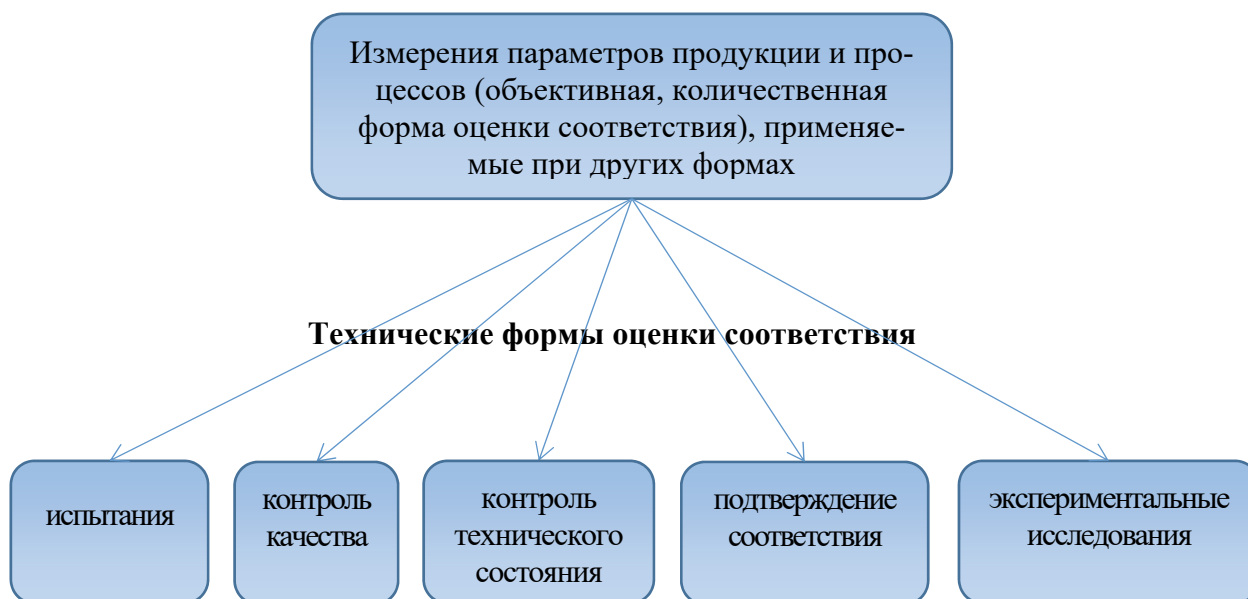 Измерения параметров продукции и про-
цессов (объективная, количественная
форма оценки соответствия), применяе-
мые при других формах
Технические формы оценки соответствия
испытания
контроль
качества
контроль
технического
состояния
подтверждение
соответствия
экспериментальные
исследования